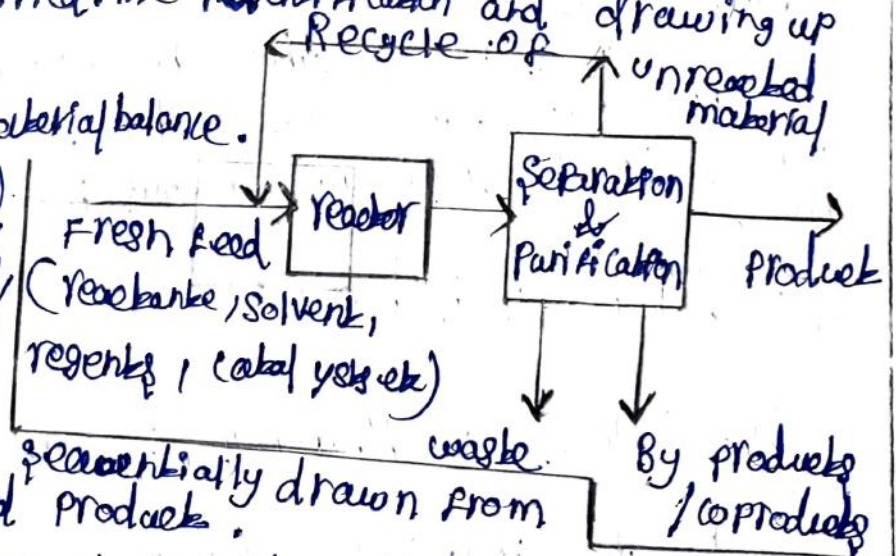 and drawing up
Recycle of
unreacted
material
material balance.
Separation
&
Purification
reactor
Fresh feed
product
(reactante, solvent,
regents, catalysts etc)
waste.
By products
/coproducts
sequentially drawn from
product.